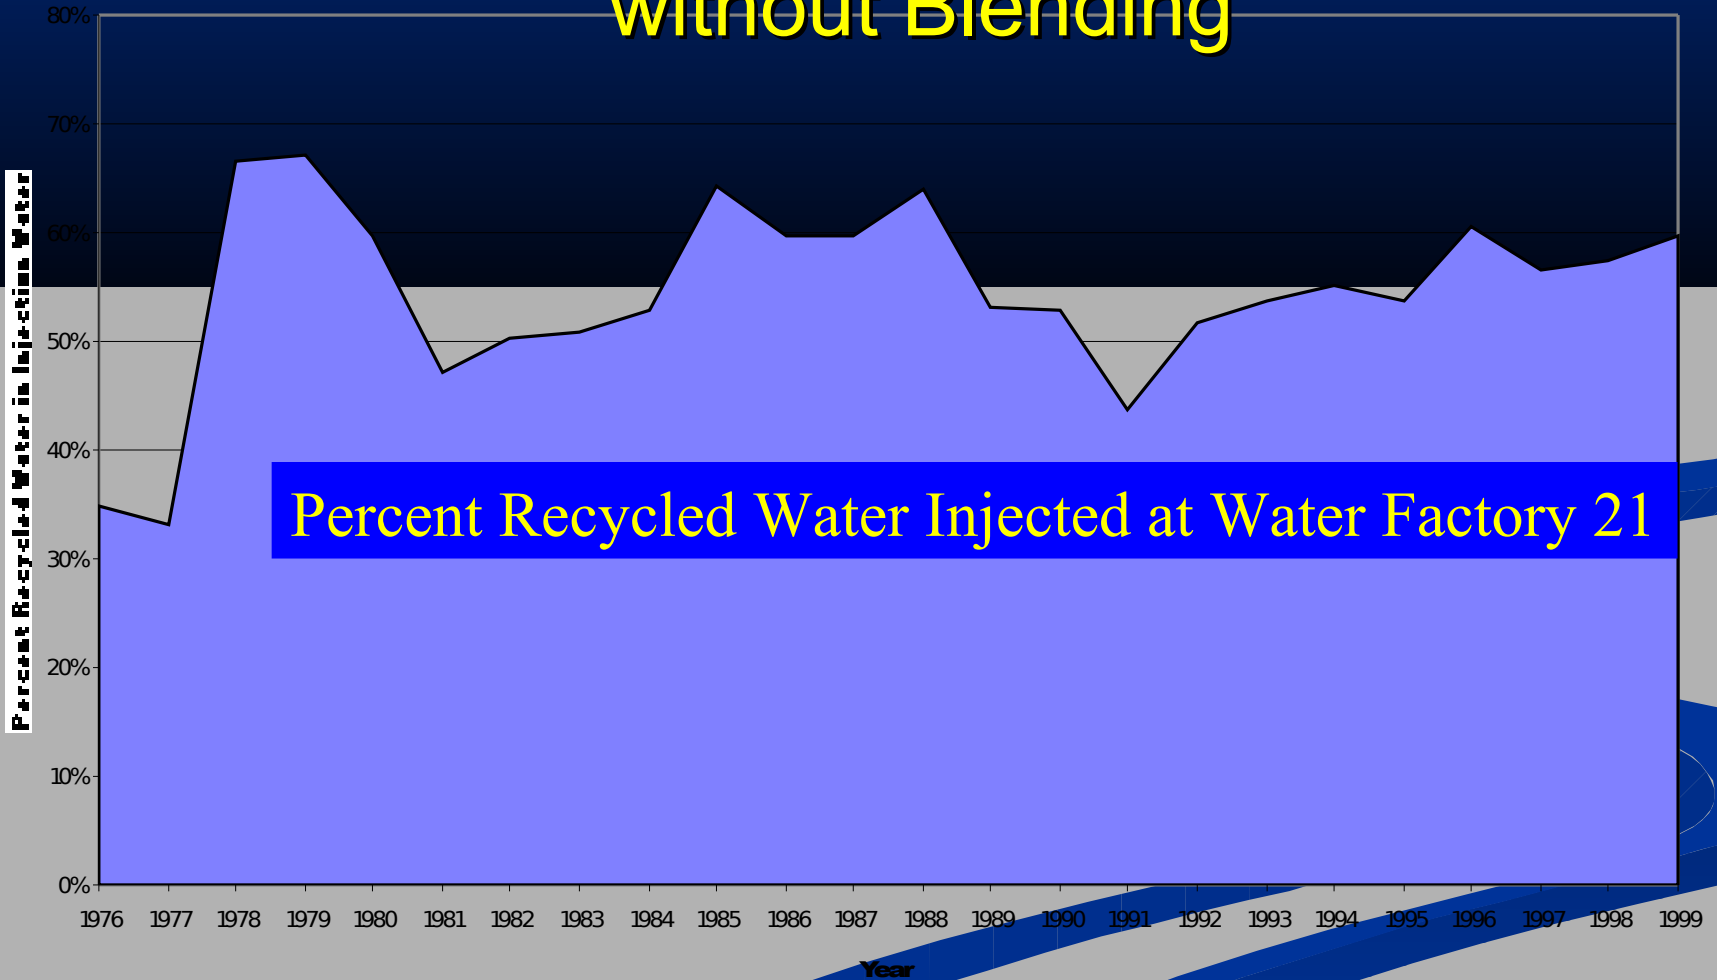 without Blending
80%
70%
60%
50%
40%
30%
20%
10%
0%
Percent Recycled Water in Injection Water
Percent Recycled Water Injected at Water Factory 21
1976 1977 1978 1979 1980 1981 1982 1983 1984 1985 1986 1987 1988 1989 1990 1991 1992 1993 1994 1995 1996 1997 1998 1999
Year